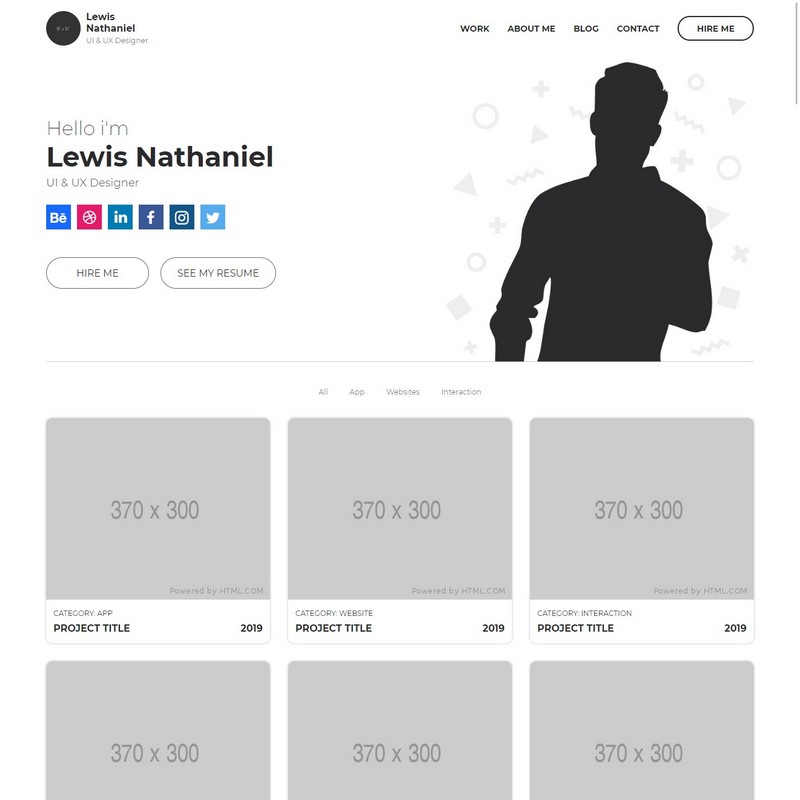 Lewis
Nathaniel
UI & UX Designer
WORK ABOUT ME BLOG CONTACT HIRE ME
Hello i'm
Lewis Nathaniel
UI & UX Designer
Bē in f
HIRE ME SEE MY RESUME
All App Websites Interaction
370 x 300 370 x 300 370 x 300
Powered by HTML.COM Powered by HTML.COM Powered by HTML.COM
CATEGORY: APP CATEGORY: WEBSITE CATEGORY: INTERACTION
PROJECT TITLE 2019 PROJECT TITLE 2019 PROJECT TITLE 2019
370 x 300 370 x 300 370 x 300